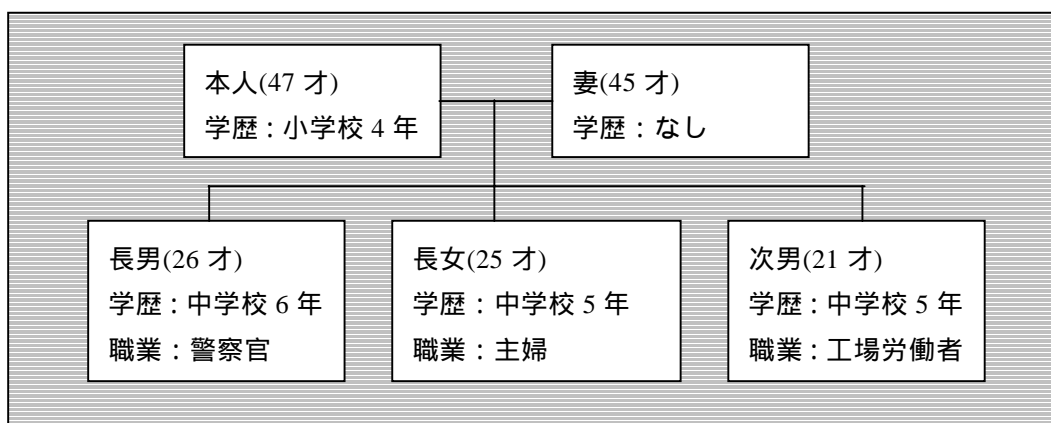 本人(47 才)
学歴：小学校 4 年
妻(45 才)
学歴：なし
長男(26 才)
学歴：中学校 6 年
職業：警察官
長女(25 才)
学歴：中学校 5 年
職業：主婦
次男(21 才)
学歴：中学校 5 年
職業：工場労働者